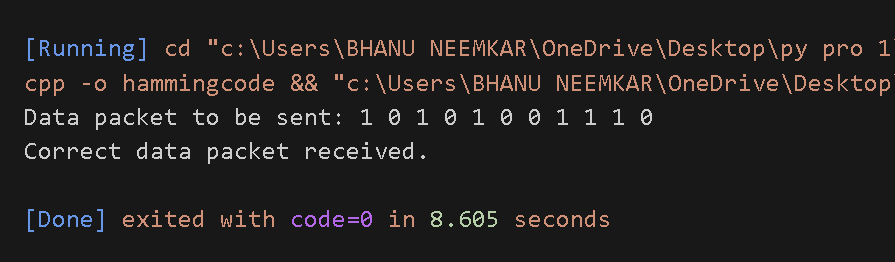 [Running] cd "c:\Users\BHANU NEEMKAR\OneDrive\Desktop\py pro 1
cpp -o hammingcode && "c:\Users\BHANU NEEMKAR\OneDrive\Desktop
Data packet to be sent: 1 0 1 0 1 0 0 1 1 1 0
Correct data packet received.
[Done] exited with code=0 in 8.605 seconds